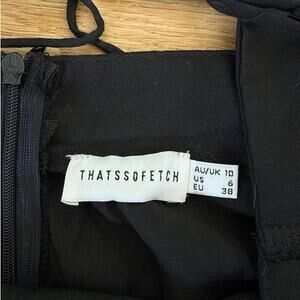 THATSSOFETCH
AU/UK 10
US 6
EU 38